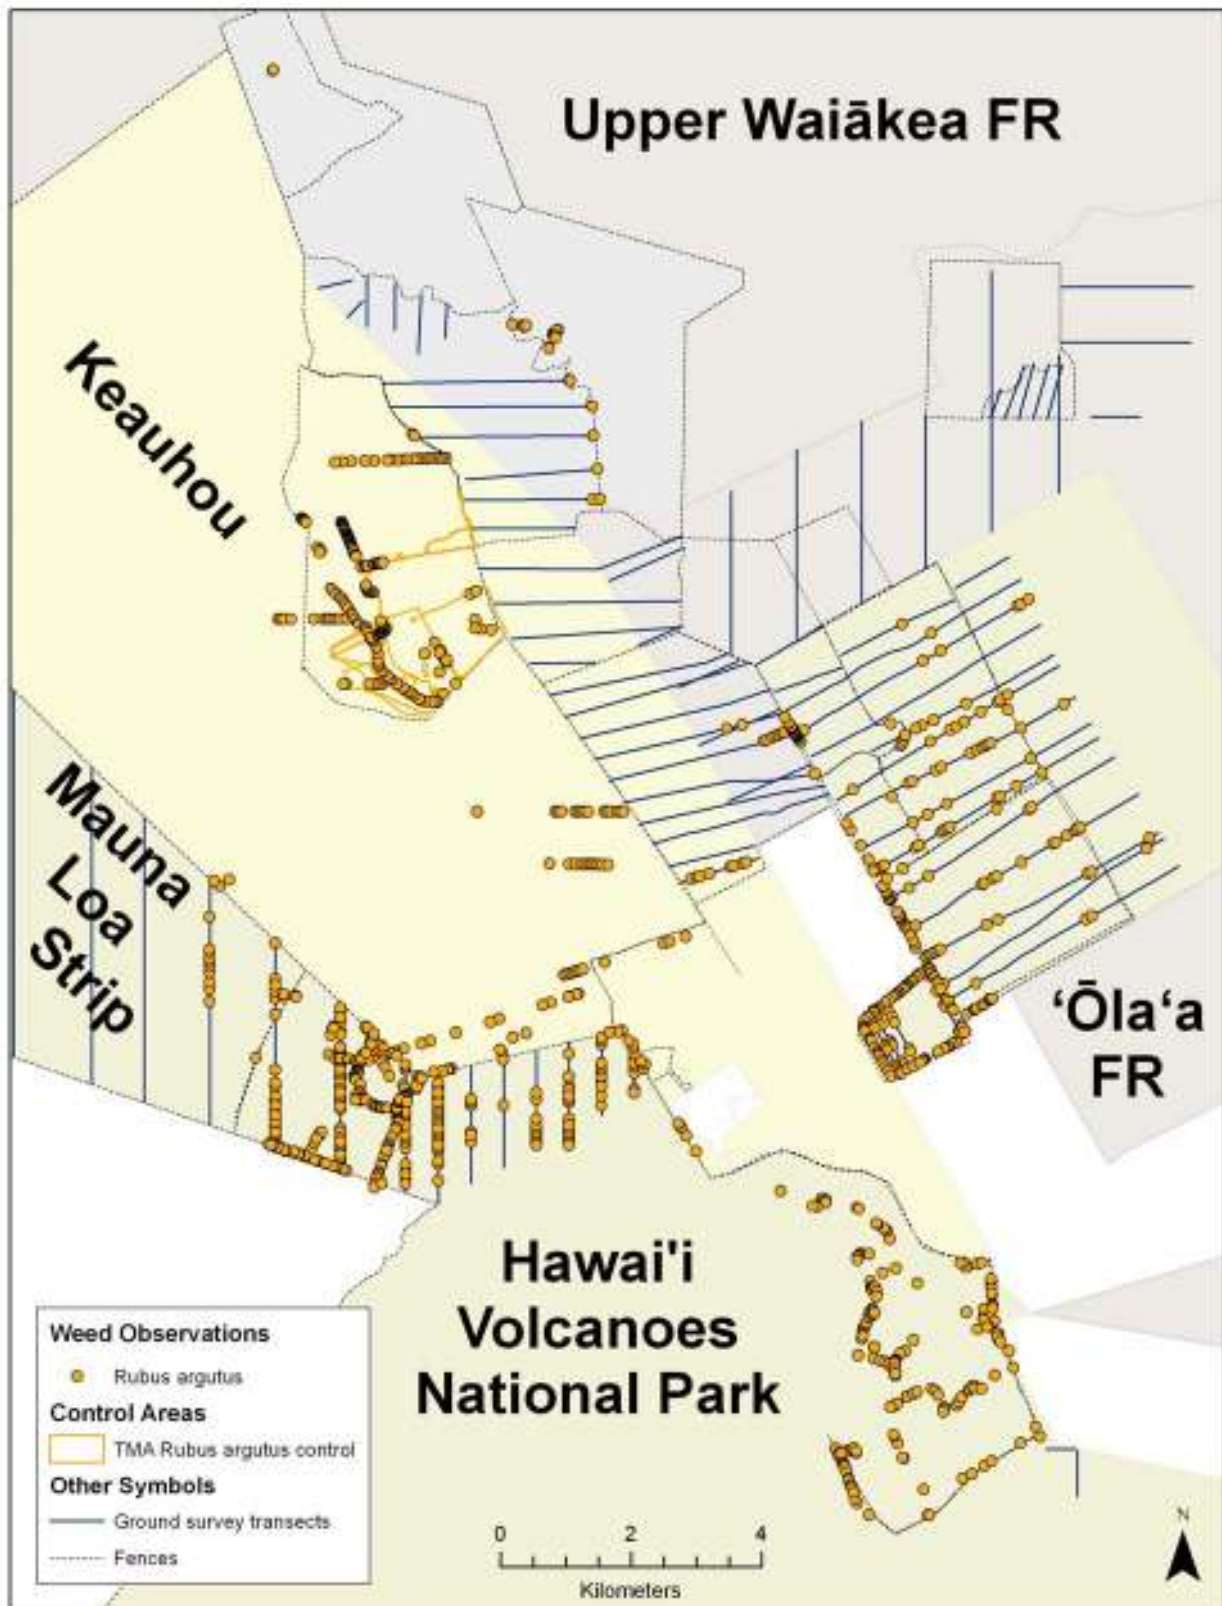 Upper Waiākea FR
Keauhou
Mauna
Loa
Strip
ʻŌlaʻa
FR
Hawai'i
Volcanoes
National Park
Weed Observations
Rubus argutus
Control Areas
TMA Rubus argutus control
Other Symbols
Ground survey transects
Fences
0 2 4
Kilometers
N